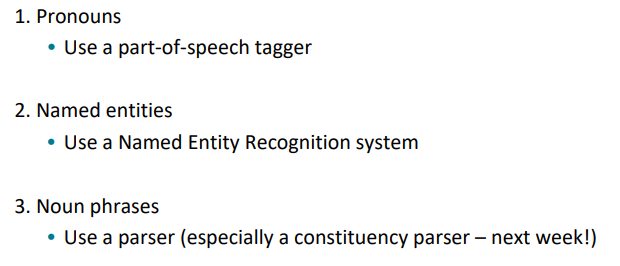 1. Pronouns
• Use a part-of-speech tagger
2. Named entities
• Use a Named Entity Recognition system
3. Noun phrases
• Use a parser (especially a constituency parser – next week!)